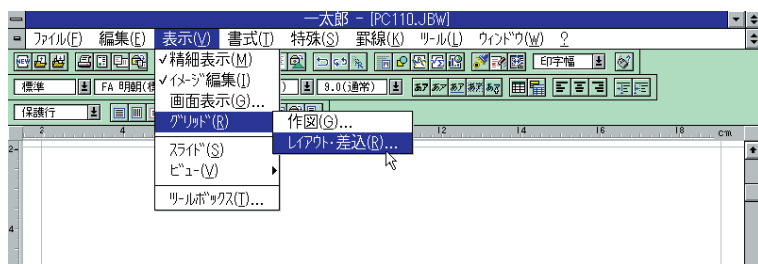 一太郎 - [PC110.JBW]
ﾌｧｲﾙ(F) 編集(E) 表示(V) 書式(T) 特殊(S) 罫線(K) ﾂｰﾙ(L) ｳｨﾝﾄﾞｳ(W) ?
✓精細表示(M)
✓ｲﾒｰｼﾞ編集(I)
画面表示(G)...
ｸﾞﾘｯﾄﾞ(R)
作図(G)...
ﾚｲｱｳﾄ・差込(R)...
ｽﾗｲﾄﾞ(S)
ﾋﾞｭｰ(V)
ﾂｰﾙﾎﾞｯｸｽ(T)...
印字幅
標準 FA 明朝(標 9.0(通常)
保護行
2 4 12 14 16 18 cm
2
4